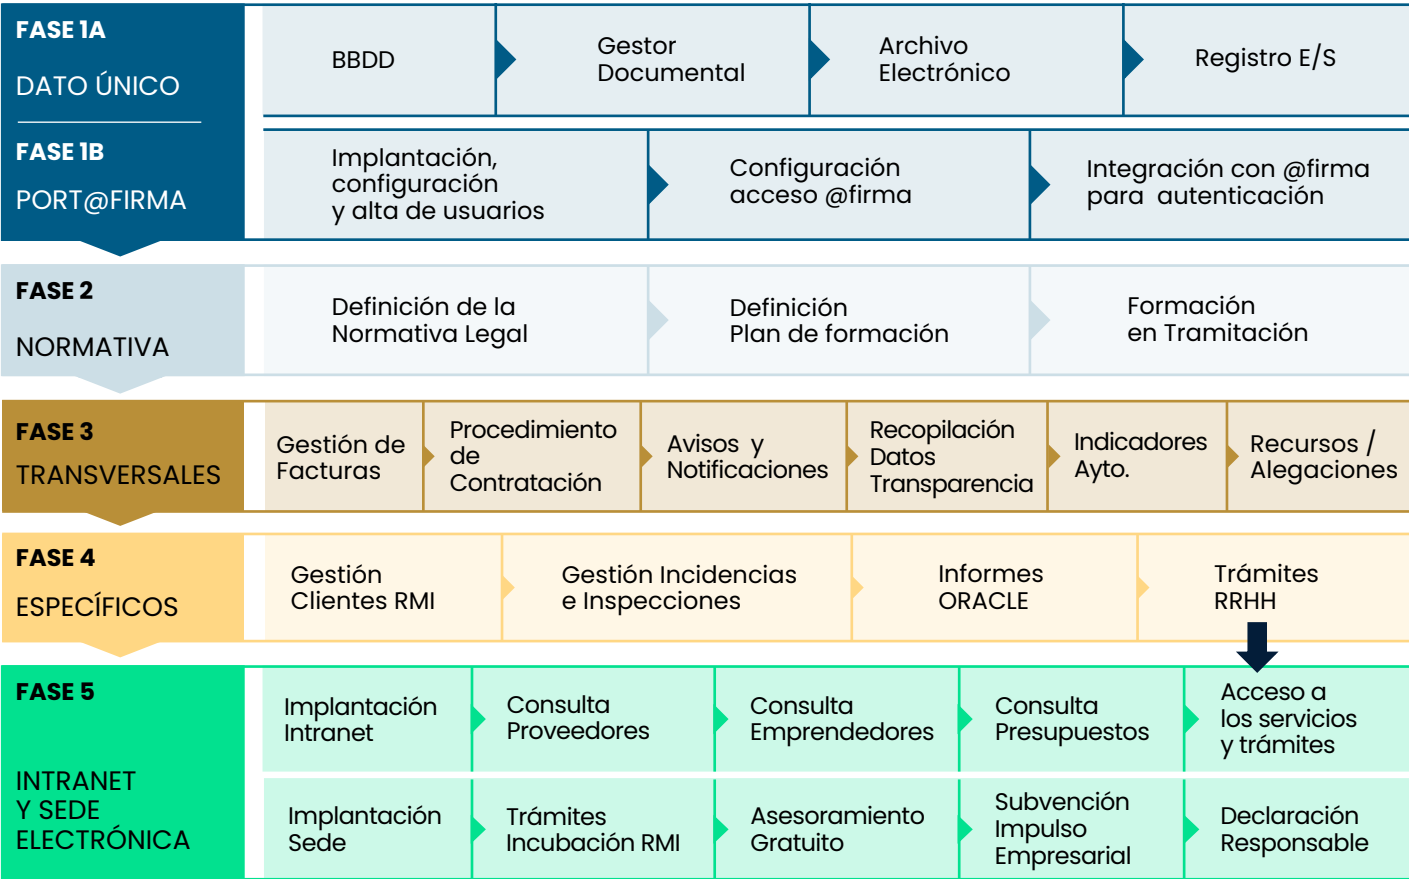 FASE 1A
DATO ÚNICO
BBDD
Gestor
Documental
Archivo
Electrónico
Registro E/S
FASE 1B
PORT@FIRMA
Implantación,
configuración
y alta de usuarios
Configuración
acceso @firma
Integración con @firma
para autenticación
FASE 2
NORMATIVA
Definición de la
Normativa Legal
Definición
Plan de formación
Formación
en Tramitación
FASE 3
TRANSVERSALES
Gestión de
Facturas
Procedimiento
de
Contratación
Avisos y
Notificaciones
Recopilación
Datos
Transparencia
Indicadores
Ayto.
Recursos /
Alegaciones
FASE 4
ESPECÍFICOS
Gestión
Clientes RMI
Gestión Incidencias
e Inspecciones
Informes
ORACLE
Trámites
RRHH
FASE 5
INTRANET
Y SEDE
ELECTRÓNICA
Implantación
Intranet
Consulta
Proveedores
Consulta
Emprendedores
Consulta
Presupuestos
Acceso a
los servicios
y trámites
Implantación
Sede
Trámites
Incubación RMI
Asesoramiento
Gratuito
Subvención
Impulso
Empresarial
Declaración
Responsable